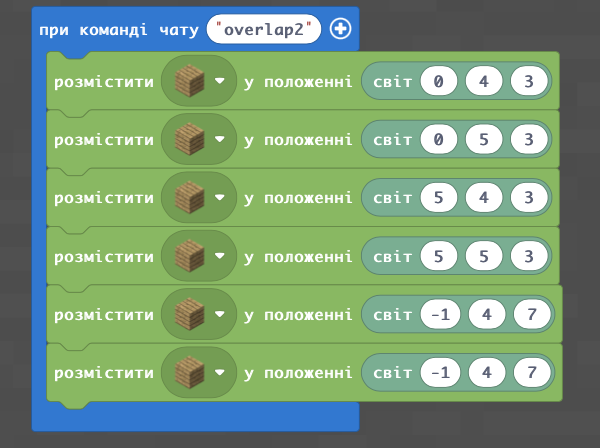 при команді чату "overlap2"
розмістити у положенні світ 0 4 3
розмістити у положенні світ 0 5 3
розмістити у положенні світ 5 4 3
розмістити у положенні світ 5 5 3
розмістити у положенні світ -1 4 7
розмістити у положенні світ -1 4 7